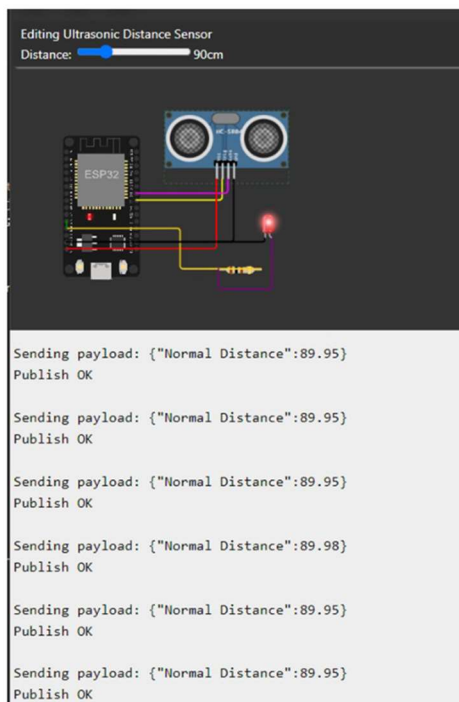 Editing Ultrasonic Distance Sensor
Distance: 90cm
HC-SR04
ESP32
Sending payload: {"Normal Distance":89.95}
Publish OK
Sending payload: {"Normal Distance":89.95}
Publish OK
Sending payload: {"Normal Distance":89.95}
Publish OK
Sending payload: {"Normal Distance":89.98}
Publish OK
Sending payload: {"Normal Distance":89.95}
Publish OK
Sending payload: {"Normal Distance":89.95}
Publish OK